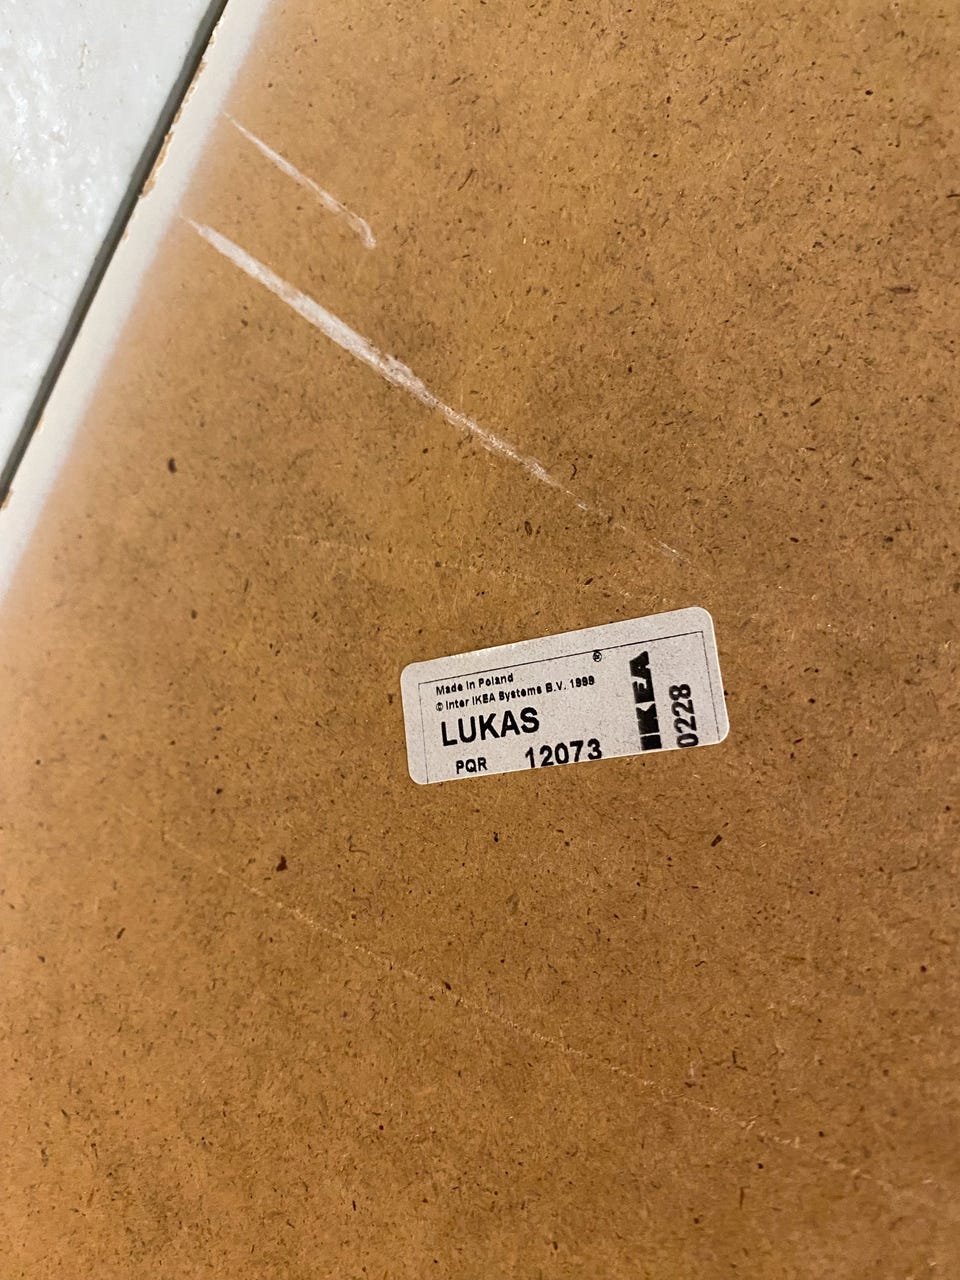 Made in Poland
© Inter IKEA Systems B.V. 1999
LUKAS
PQR 12073
®
IKEA
0228